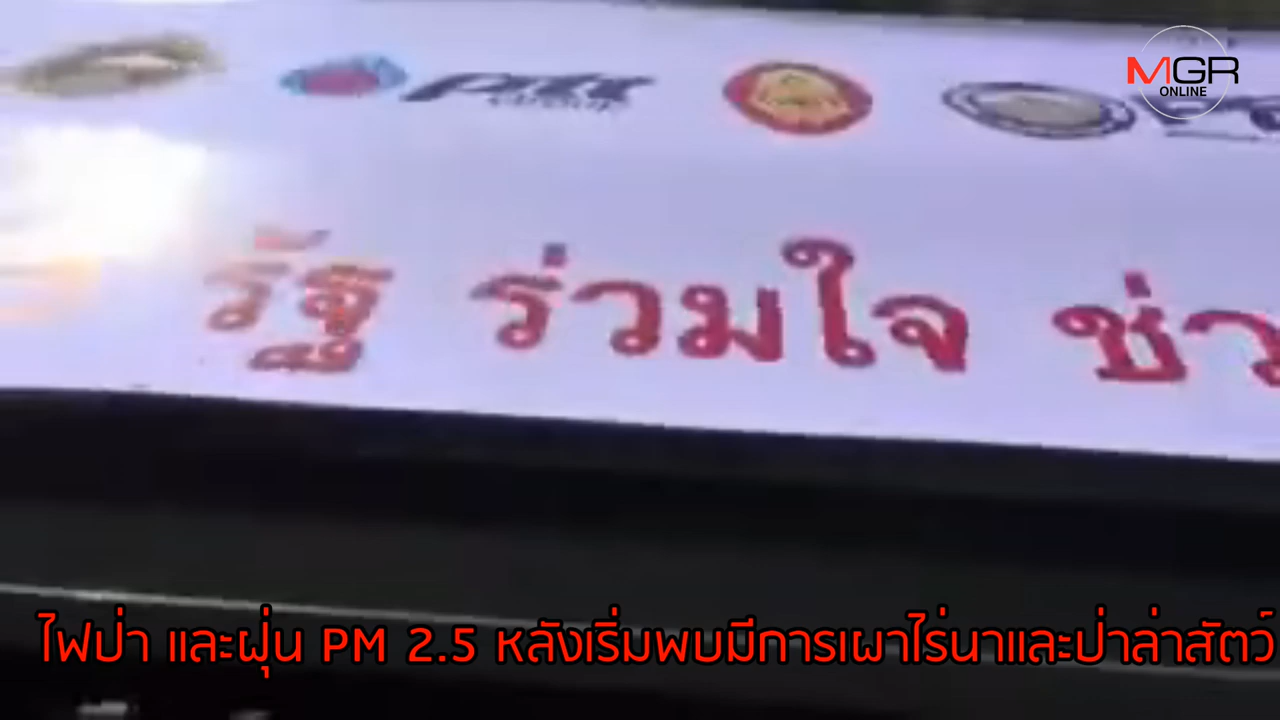 MGR
ONLINE
ptt
รัฐ ร่วมใจ
ไฟป่า และฝุ่น PM 2.5 หลังเริ่มพบมีการเผาไร่นาและป่าล่าสัตว์